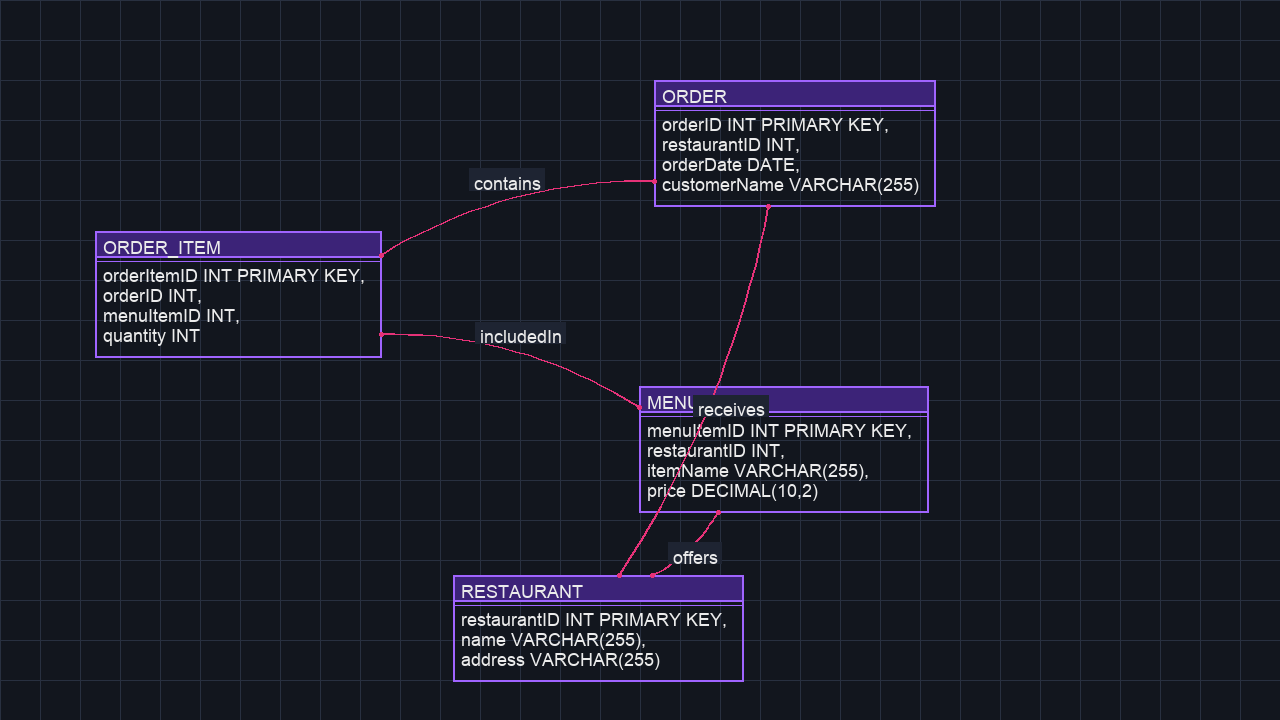 ORDER
orderID INT PRIMARY KEY,
restaurantID INT,
orderDate DATE,
customerName VARCHAR(255)
contains
ORDER_ITEM
orderItemID INT PRIMARY KEY,
orderID INT,
menuItemID INT,
quantity INT
includedIn
MENU
receives
menuItemID INT PRIMARY KEY,
restaurantID INT,
itemName VARCHAR(255),
price DECIMAL(10,2)
offers
RESTAURANT
restaurantID INT PRIMARY KEY,
name VARCHAR(255),
address VARCHAR(255)